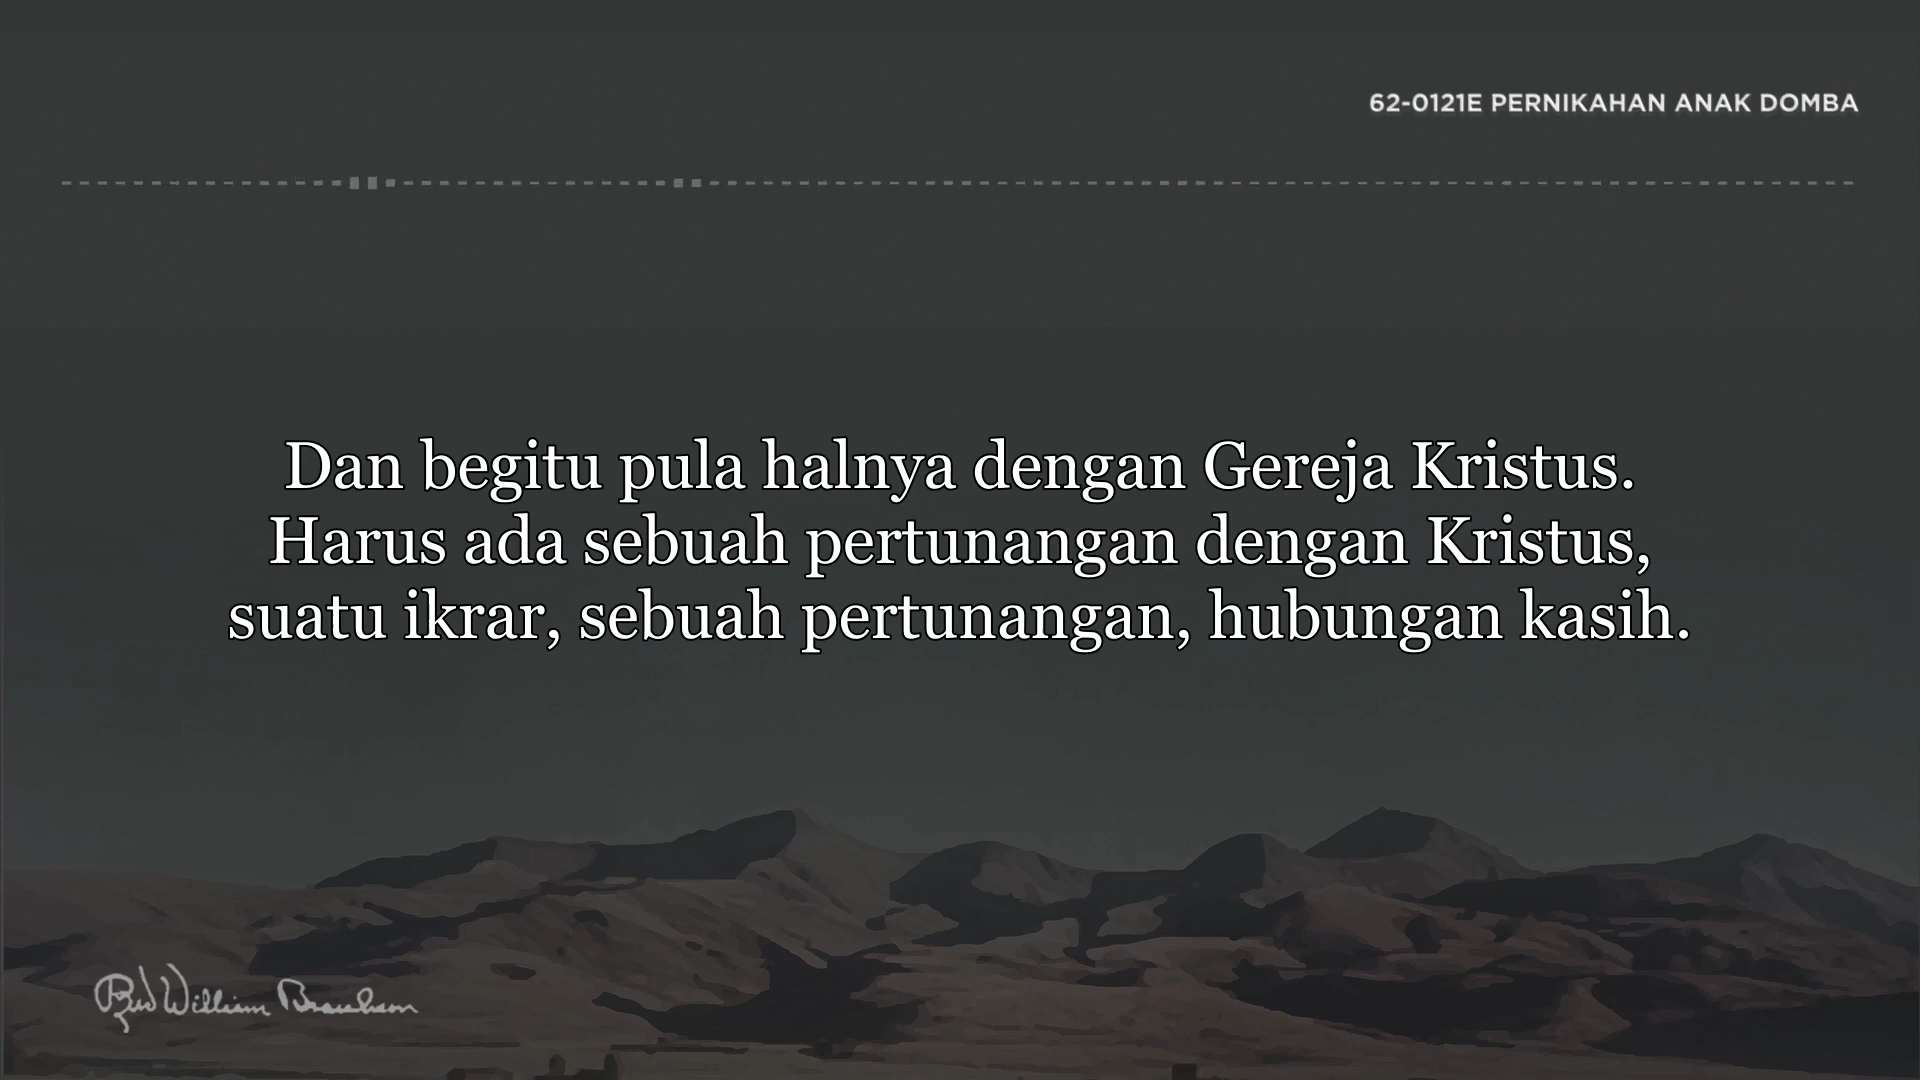 62-0121E PERNIKAHAN ANAK DOMBA
Dan begitu pula halnya dengan Gereja Kristus.
Harus ada sebuah pertunangan dengan Kristus,
suatu ikrar, sebuah pertunangan, hubungan kasih.
Rev William Branham